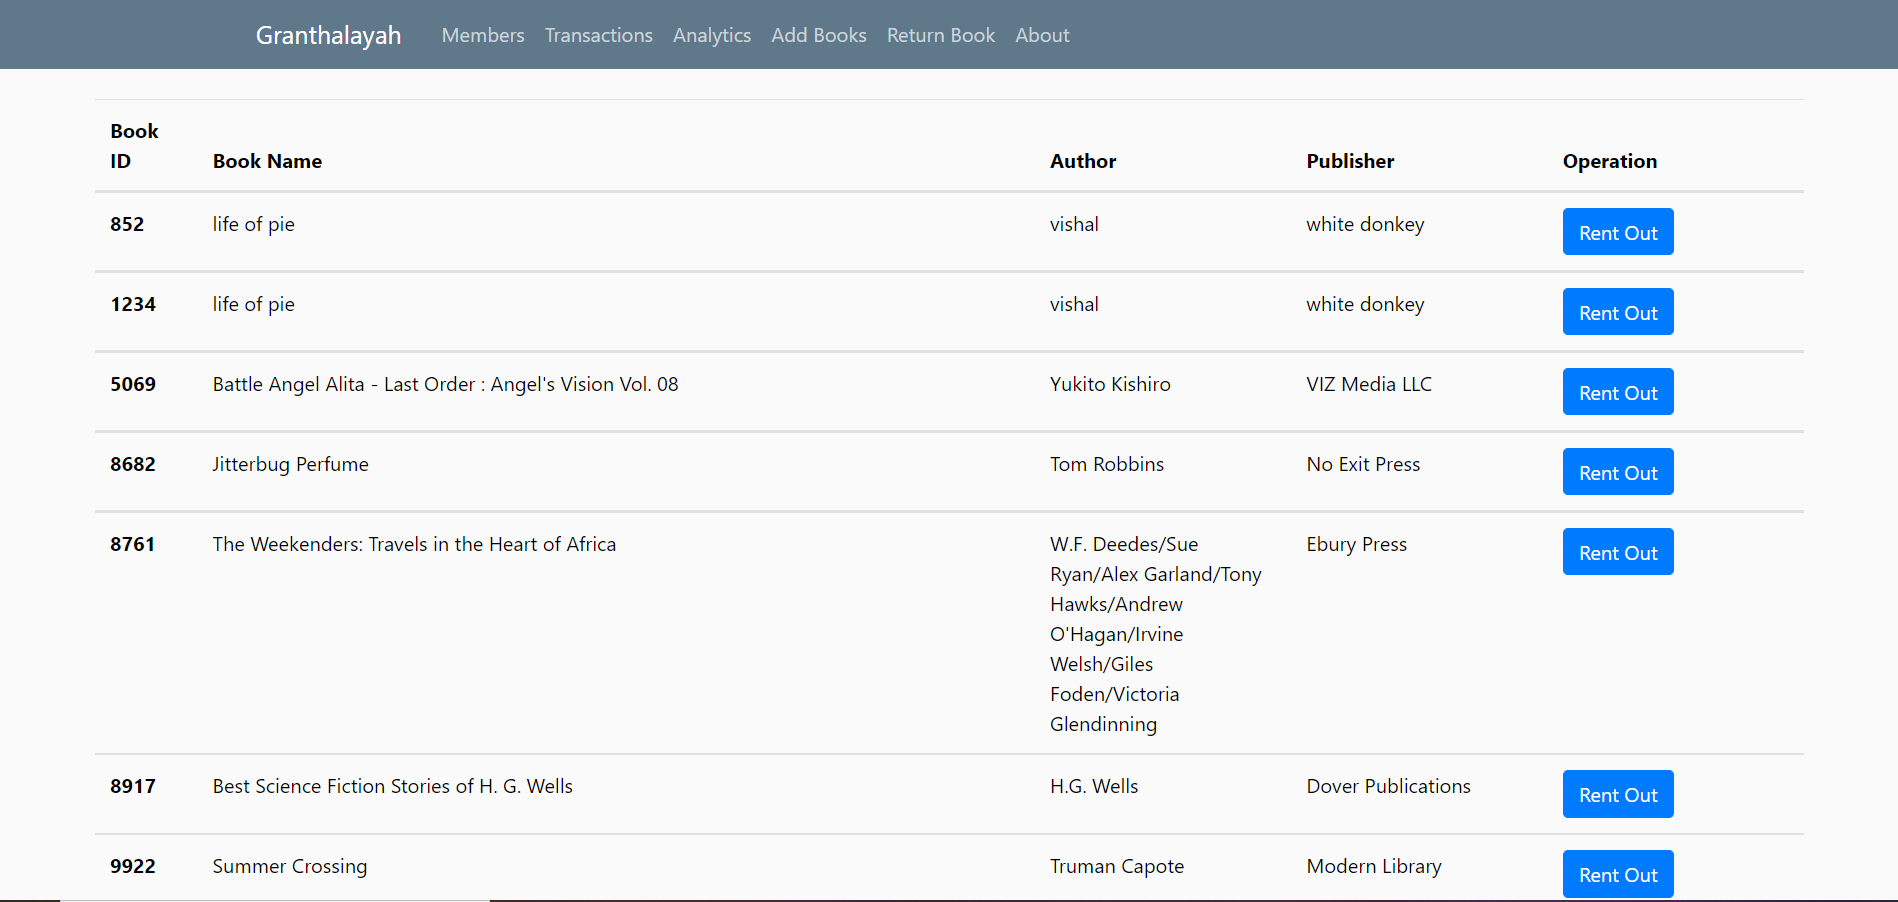 Granthalayah Members Transactions Analytics Add Books Return Book About
Book
ID Book Name Author Publisher Operation
852 life of pie vishal white donkey Rent Out
1234 life of pie vishal white donkey Rent Out
5069 Battle Angel Alita - Last Order : Angel's Vision Vol. 08 Yukito Kishiro VIZ Media LLC Rent Out
8682 Jitterbug Perfume Tom Robbins No Exit Press Rent Out
8761 The Weekenders: Travels in the Heart of Africa W.F. Deedes/Sue Ebury Press Rent Out
Ryan/Alex Garland/Tony
Hawks/Andrew
O'Hagan/Irvine
Welsh/Giles
Foden/Victoria
Glendinning
8917 Best Science Fiction Stories of H. G. Wells H.G. Wells Dover Publications Rent Out
9922 Summer Crossing Truman Capote Modern Library Rent Out